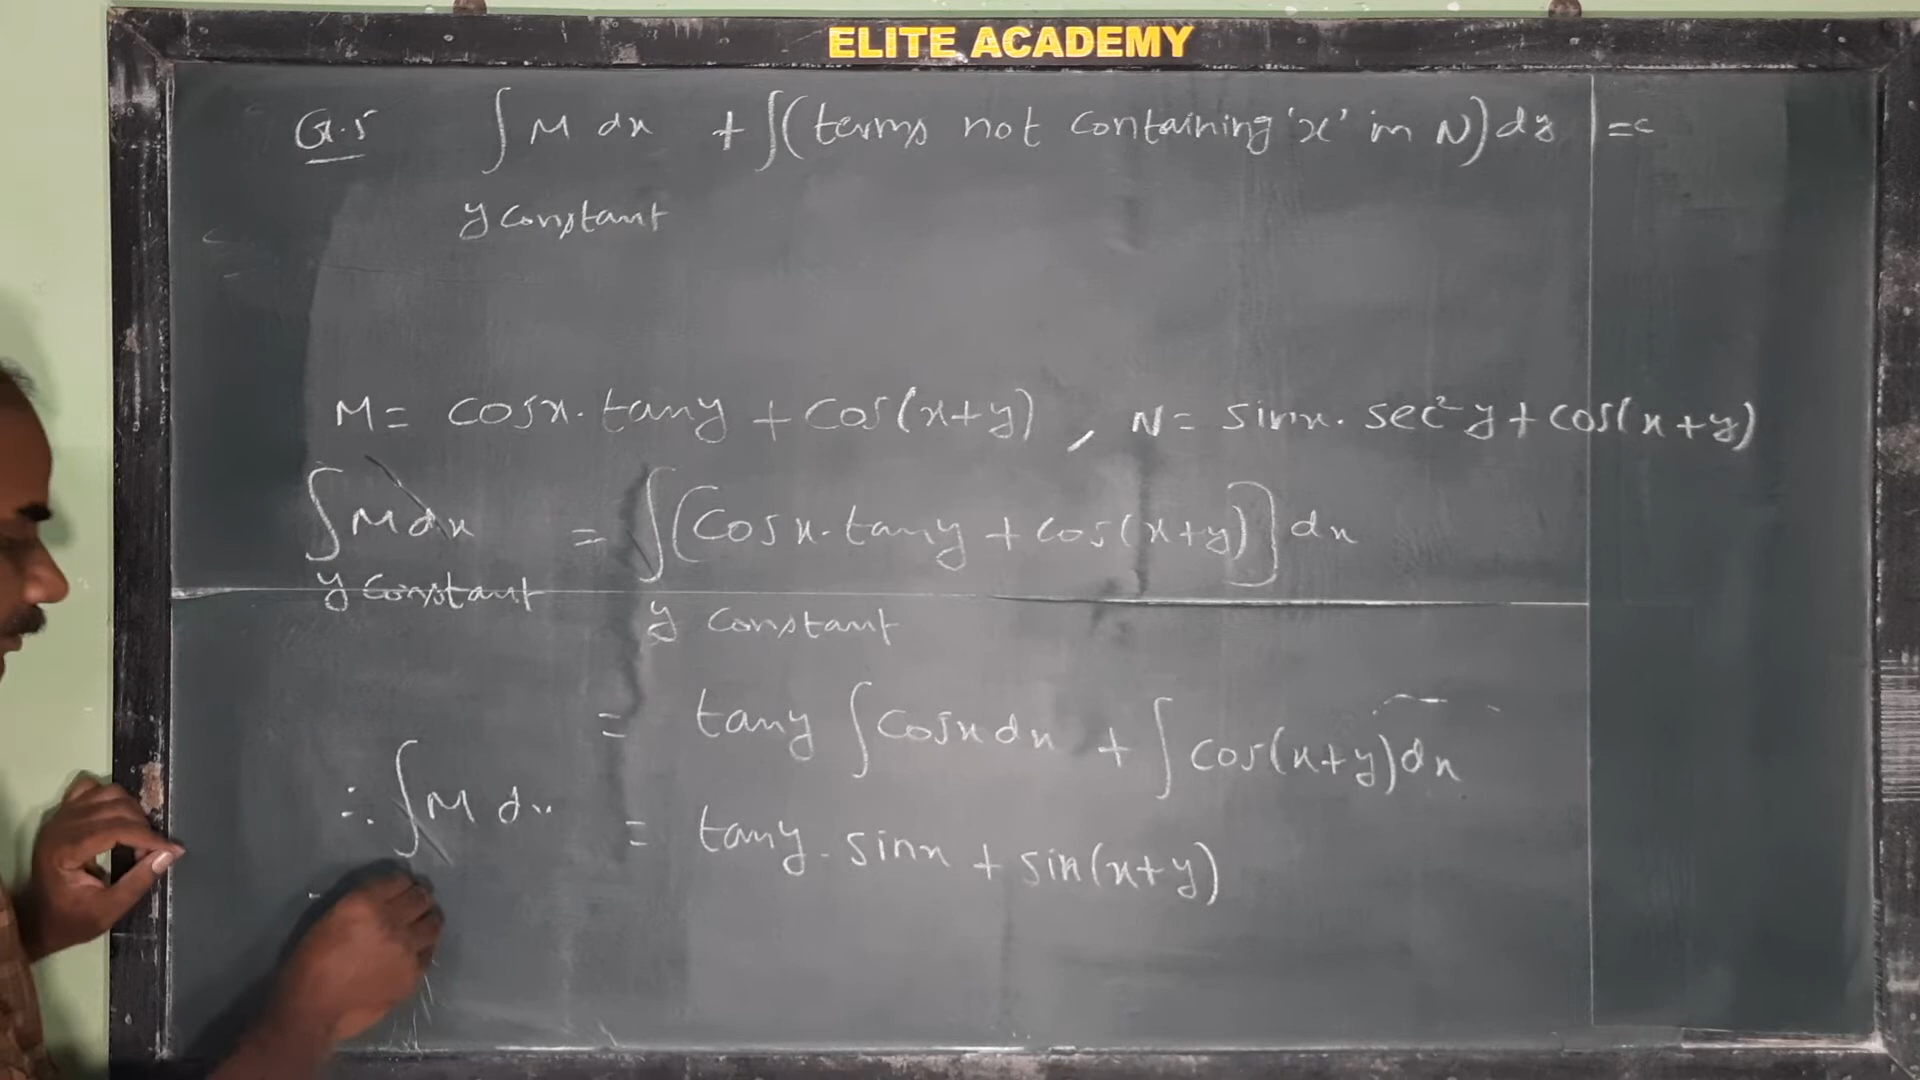 ELITE ACADEMY
G.S ∫ M dx + ∫(terms not containing 'x' in N) dy = c
y constant
M = cosx. tany + cos(x+y) , N = sinx. sec²y + cos(x+y)
∫ M dx = ∫[cosx. tany + cos(x+y)] dx
y constant y constant
= tany ∫ cosx dx + ∫ cos(x+y) dx
∴ ∫ M dx = tany. sinx + sin(x+y)